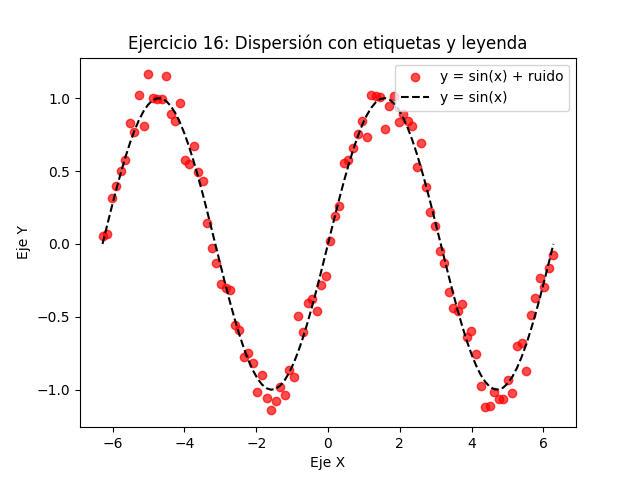 Ejercicio 16: Dispersión con etiquetas y leyenda
y = sin(x) + ruido
y = sin(x)
1.0
0.5
0.0
−0.5
−1.0
Eje Y
−6
−4
−2
0
2
4
6
Eje X